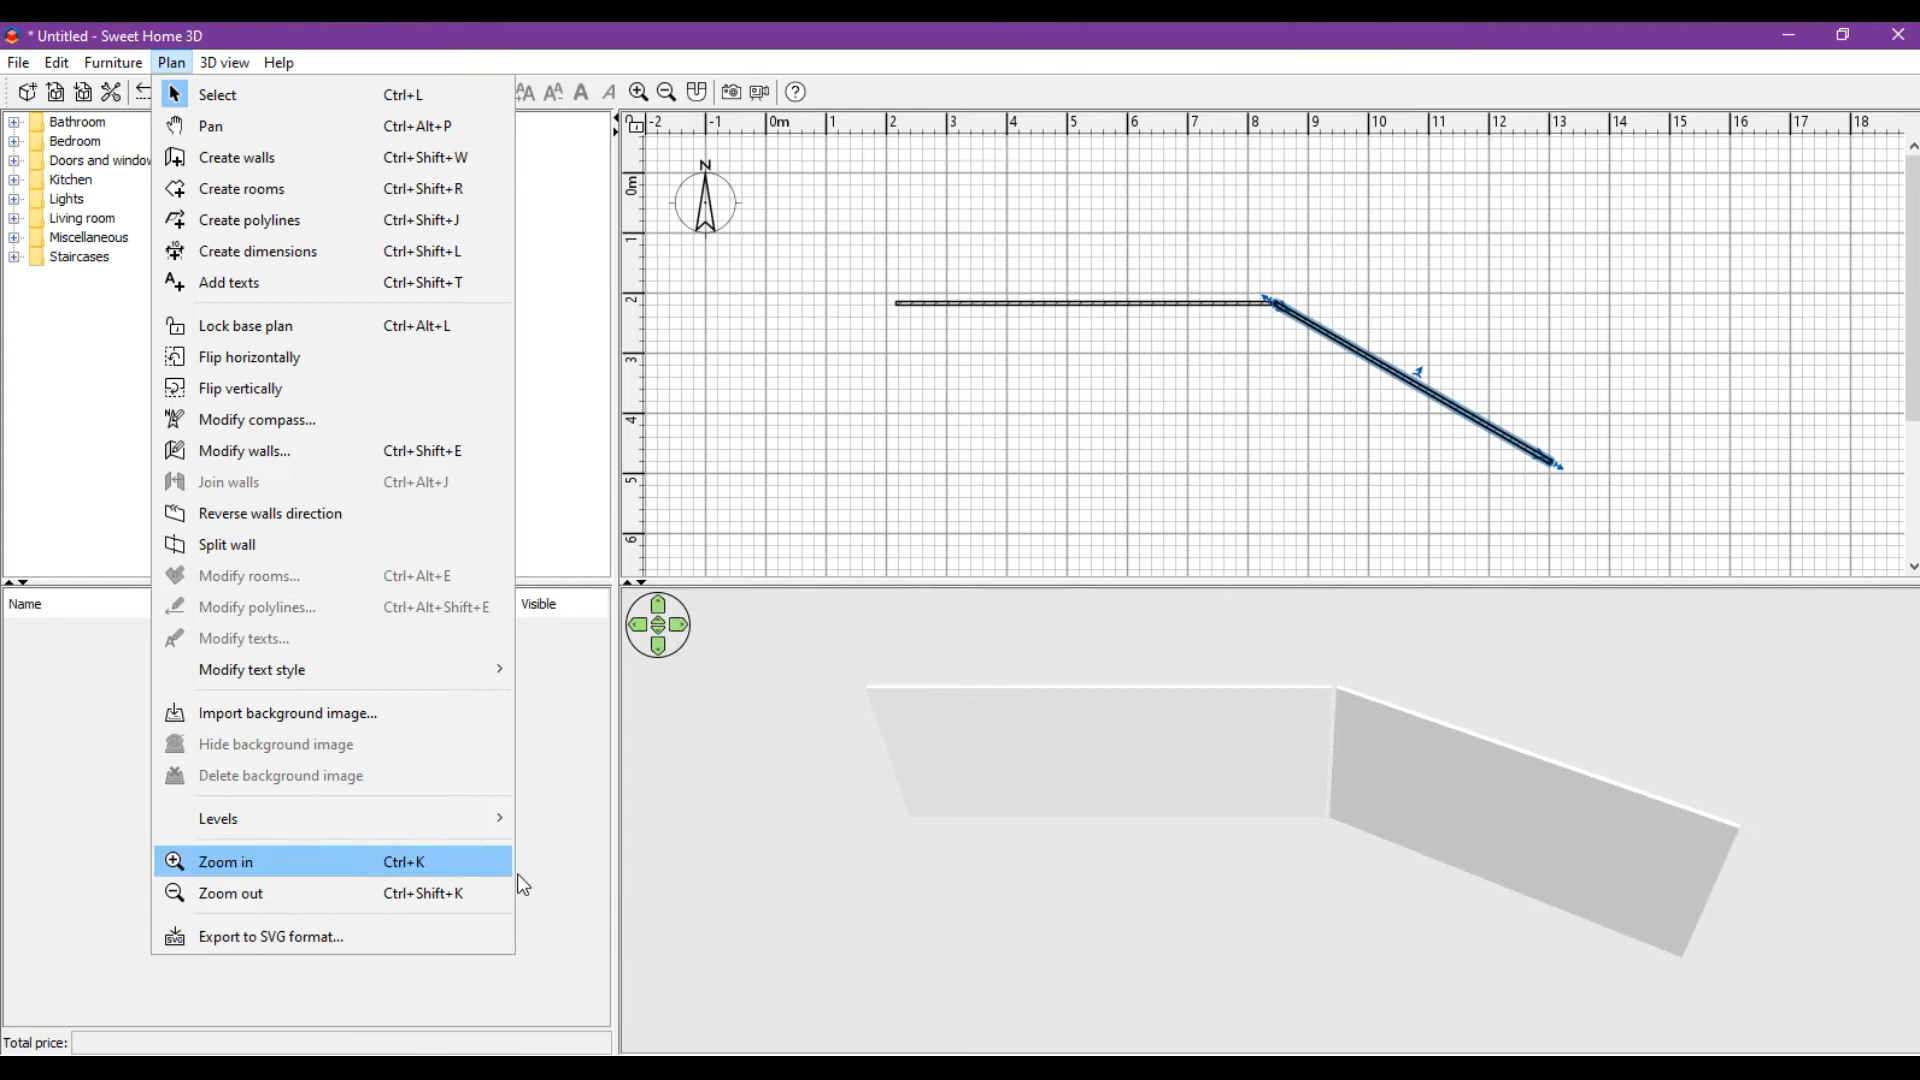 * Untitled - Sweet Home 3D
File Edit Furniture Plan 3D view Help
Select Ctrl+L
Pan Ctrl+Alt+P
Create walls Ctrl+Shift+W
Create rooms Ctrl+Shift+R
Create polylines Ctrl+Shift+J
Create dimensions Ctrl+Shift+L
Add texts Ctrl+Shift+T
Lock base plan Ctrl+Alt+L
Flip horizontally
Flip vertically
Modify compass...
Modify walls... Ctrl+Shift+E
Join walls Ctrl+Alt+J
Reverse walls direction
Split wall
Modify rooms... Ctrl+Alt+E
Modify polylines... Ctrl+Alt+Shift+E
Modify texts...
Modify text style
Import background image...
Hide background image
Delete background image
Levels
Zoom in Ctrl+K
Zoom out Ctrl+Shift+K
SVG Export to SVG format...
Bathroom
Bedroom
Doors and window
Kitchen
Lights
Living room
Miscellaneous
Staircases
-2 -1 0m 1 2 3 4 5 6 7 8 9 10 11 12 13 14 15 16 17 18
0m
1
2
3
4
5
6
N
Name Visible
Total price: